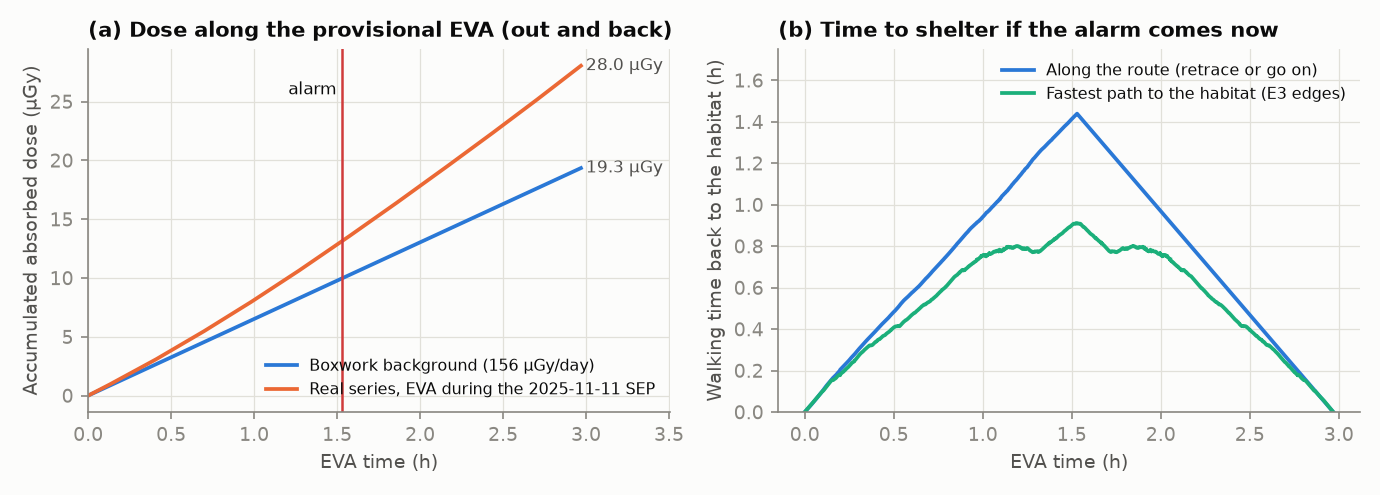 (a) Dose along the provisional EVA (out and back)
Accumulated absorbed dose (µGy)
25
20
15
10
5
0
alarm
28.0 µGy
19.3 µGy
Boxwork background (156 µGy/day)
Real series, EVA during the 2025-11-11 SEP
0.0 0.5 1.0 1.5 2.0 2.5 3.0 3.5
EVA time (h)
(b) Time to shelter if the alarm comes now
Walking time back to the habitat (h)
1.6
1.4
1.2
1.0
0.8
0.6
0.4
0.2
0.0
Along the route (retrace or go on)
Fastest path to the habitat (E3 edges)
0.0 0.5 1.0 1.5 2.0 2.5 3.0
EVA time (h)